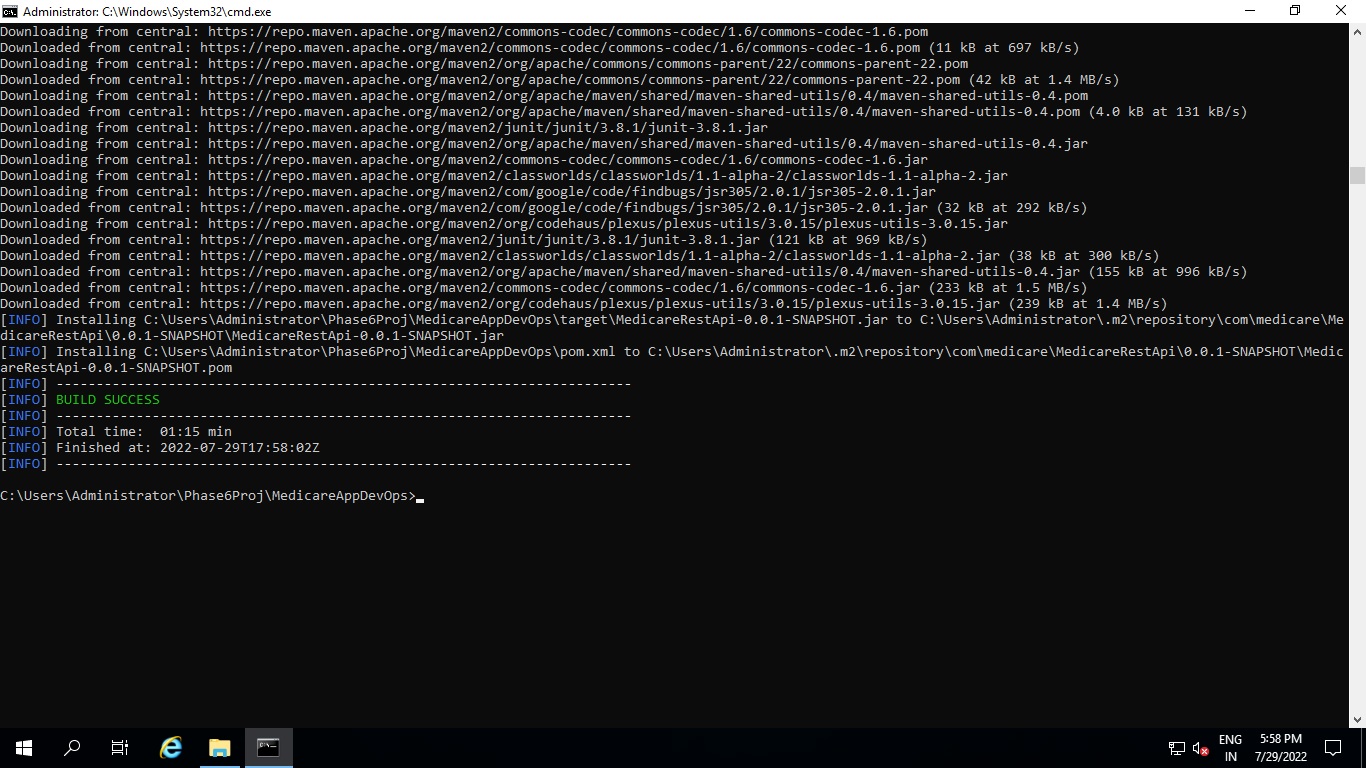 Administrator: C:\Windows\System32\cmd.exe
Downloading from central: https://repo.maven.apache.org/maven2/commons-codec/commons-codec/1.6/commons-codec-1.6.pom
Downloaded from central: https://repo.maven.apache.org/maven2/commons-codec/commons-codec/1.6/commons-codec-1.6.pom (11 kB at 697 kB/s)
Downloading from central: https://repo.maven.apache.org/maven2/org/apache/commons/commons-parent/22/commons-parent-22.pom
Downloaded from central: https://repo.maven.apache.org/maven2/org/apache/commons/commons-parent/22/commons-parent-22.pom (42 kB at 1.4 MB/s)
Downloading from central: https://repo.maven.apache.org/maven2/org/apache/maven/shared/maven-shared-utils/0.4/maven-shared-utils-0.4.pom
Downloaded from central: https://repo.maven.apache.org/maven2/org/apache/maven/shared/maven-shared-utils/0.4/maven-shared-utils-0.4.pom (4.0 kB at 131 kB/s)
Downloading from central: https://repo.maven.apache.org/maven2/junit/junit/3.8.1/junit-3.8.1.jar
Downloading from central: https://repo.maven.apache.org/maven2/org/apache/maven/shared/maven-shared-utils/0.4/maven-shared-utils-0.4.jar
Downloading from central: https://repo.maven.apache.org/maven2/commons-codec/commons-codec/1.6/commons-codec-1.6.jar
Downloading from central: https://repo.maven.apache.org/maven2/classworlds/classworlds/1.1-alpha-2/classworlds-1.1-alpha-2.jar
Downloading from central: https://repo.maven.apache.org/maven2/com/google/code/findbugs/jsr305/2.0.1/jsr305-2.0.1.jar
Downloaded from central: https://repo.maven.apache.org/maven2/com/google/code/findbugs/jsr305/2.0.1/jsr305-2.0.1.jar (32 kB at 292 kB/s)
Downloading from central: https://repo.maven.apache.org/maven2/org/codehaus/plexus/plexus-utils/3.0.15/plexus-utils-3.0.15.jar
Downloaded from central: https://repo.maven.apache.org/maven2/junit/junit/3.8.1/junit-3.8.1.jar (121 kB at 969 kB/s)
Downloaded from central: https://repo.maven.apache.org/maven2/classworlds/classworlds/1.1-alpha-2/classworlds-1.1-alpha-2.jar (38 kB at 300 kB/s)
Downloaded from central: https://repo.maven.apache.org/maven2/org/apache/maven/shared/maven-shared-utils/0.4/maven-shared-utils-0.4.jar (155 kB at 996 kB/s)
Downloaded from central: https://repo.maven.apache.org/maven2/commons-codec/commons-codec/1.6/commons-codec-1.6.jar (233 kB at 1.5 MB/s)
Downloaded from central: https://repo.maven.apache.org/maven2/org/codehaus/plexus/plexus-utils/3.0.15/plexus-utils-3.0.15.jar (239 kB at 1.4 MB/s)
[INFO] Installing C:\Users\Administrator\Phase6Proj\MedicareAppDevOps\target\MedicareRestApi-0.0.1-SNAPSHOT.jar to C:\Users\Administrator\.m2\repository\com\medicare\Me
dicareRestApi\0.0.1-SNAPSHOT\MedicareRestApi-0.0.1-SNAPSHOT.jar
[INFO] Installing C:\Users\Administrator\Phase6Proj\MedicareAppDevOps\pom.xml to C:\Users\Administrator\.m2\repository\com\medicare\MedicareRestApi\0.0.1-SNAPSHOT\Medic
areRestApi-0.0.1-SNAPSHOT.pom
[INFO] ------------------------------------------------------------------------
[INFO] BUILD SUCCESS
[INFO] ------------------------------------------------------------------------
[INFO] Total time:  01:15 min
[INFO] Finished at: 2022-07-29T17:58:02Z
[INFO] ------------------------------------------------------------------------
C:\Users\Administrator\Phase6Proj\MedicareAppDevOps>
ENG
IN
5:58 PM
7/29/2022